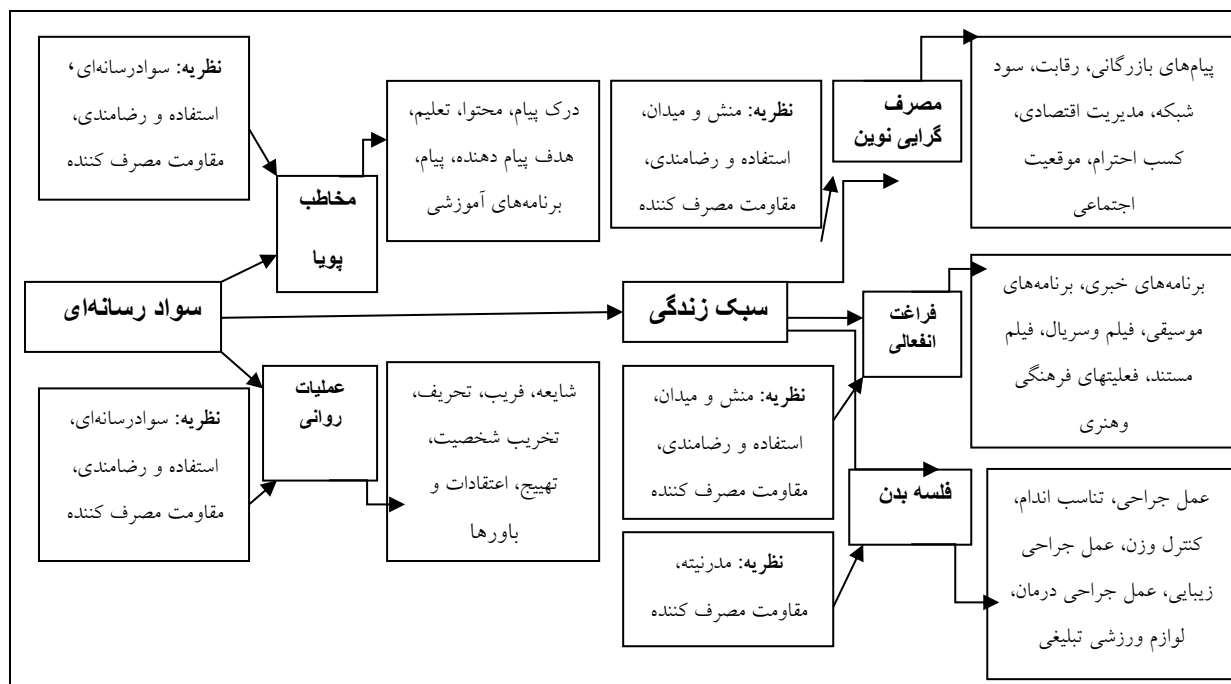 نظریه: سوادرسانه‌ای،
استفاده و رضامندی،
مقاومت مصرف کننده
مخاطب
پویا
درک پیام، محتوا، تعلیم،
هدف پیام دهنده، پیام،
برنامه‌های آموزشی
نظریه: منش و میدان،
استفاده و رضامندی،
مقاومت مصرف کننده
مصرف
گرایی نوین
پیام‌های بازرگانی، رقابت، سود
شبکه، مدیریت اقتصادی،
کسب احترام، موقعیت
اجتماعی
سواد رسانه‌ای
سبک زندگی
فراغت
انفعالی
برنامه‌های خبری، برنامه‌های
موسیقی، فیلم وسریال، فیلم
مستند، فعلیتهای فرهنگی
وهنری
نظریه: سوادرسانه‌ای،
استفاده و رضامندی،
مقاومت مصرف کننده
عملیات
روانی
شایعه، فریب، تحریف،
تخریب شخصیت،
تهییج، اعتقادات و
باورها
نظریه: منش و میدان،
استفاده و رضامندی،
مقاومت مصرف کننده
نظریه: مدرنیته،
مقاومت مصرف کننده
فلسه بدن
عمل جراحی، تناسب اندام،
کنترل وزن، عمل جراحی
زیبایی، عمل جراحی درمان،
لوازم ورزشی تبلیغی